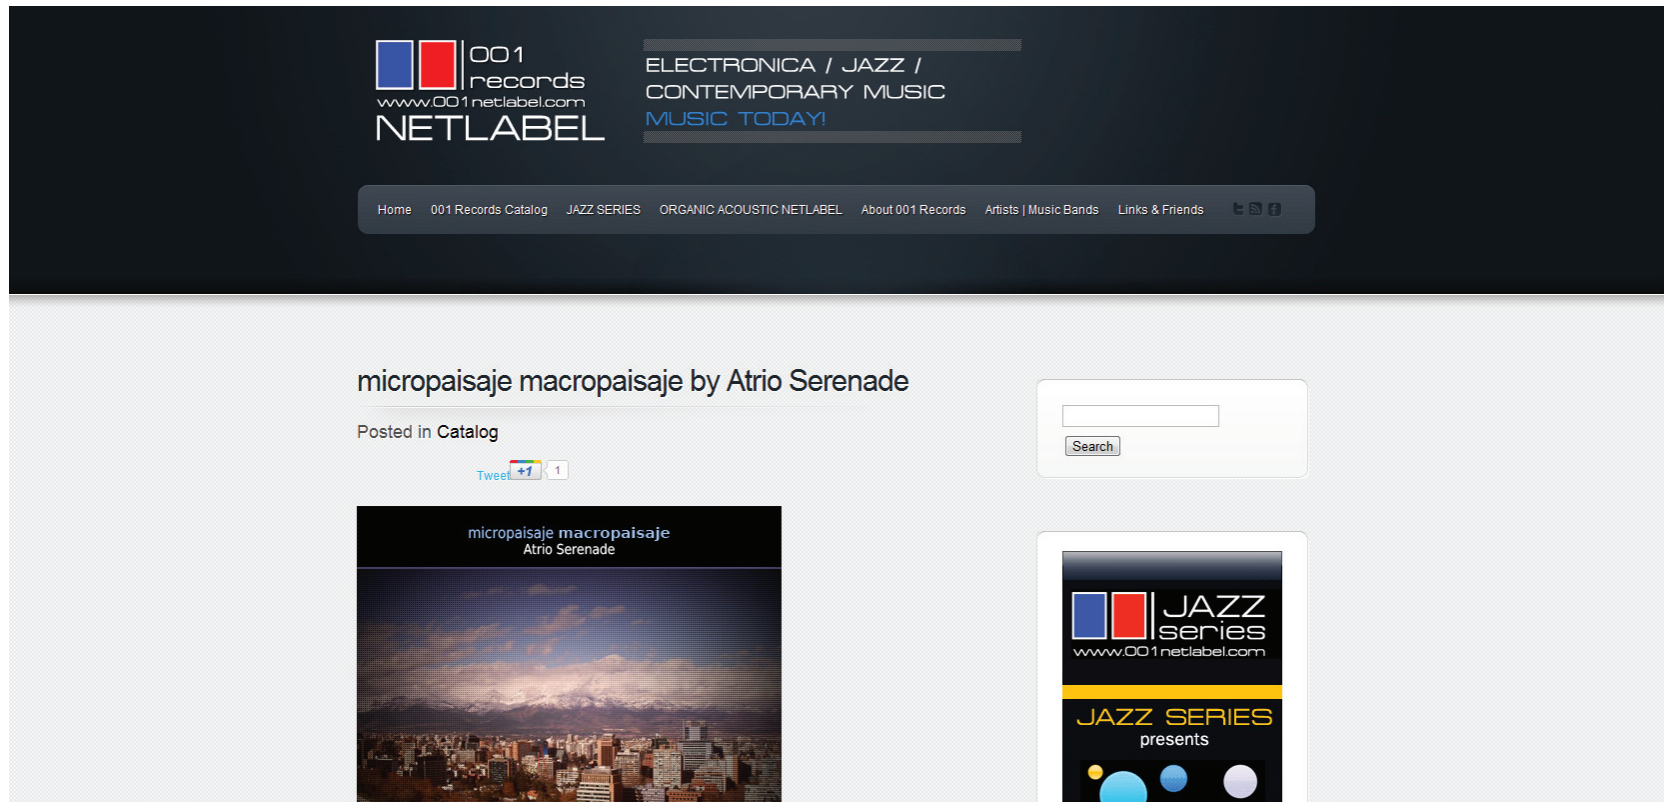 001
records
www.001netlabel.com
NETLABEL
ELECTRONICA / JAZZ /
CONTEMPORARY MUSIC
MUSIC TODAY!
Home 001 Records Catalog JAZZ SERIES ORGANIC ACOUSTIC NETLABEL About 001 Records Artists | Music Bands Links & Friends
micropaisaje macropaisaje by Atrio Serenade
Posted in Catalog
Tweet +1 1
micropaisaje macropaisaje
Atrio Serenade
Search
JAZZ
series
www.001netlabel.com
JAZZ SERIES
presents